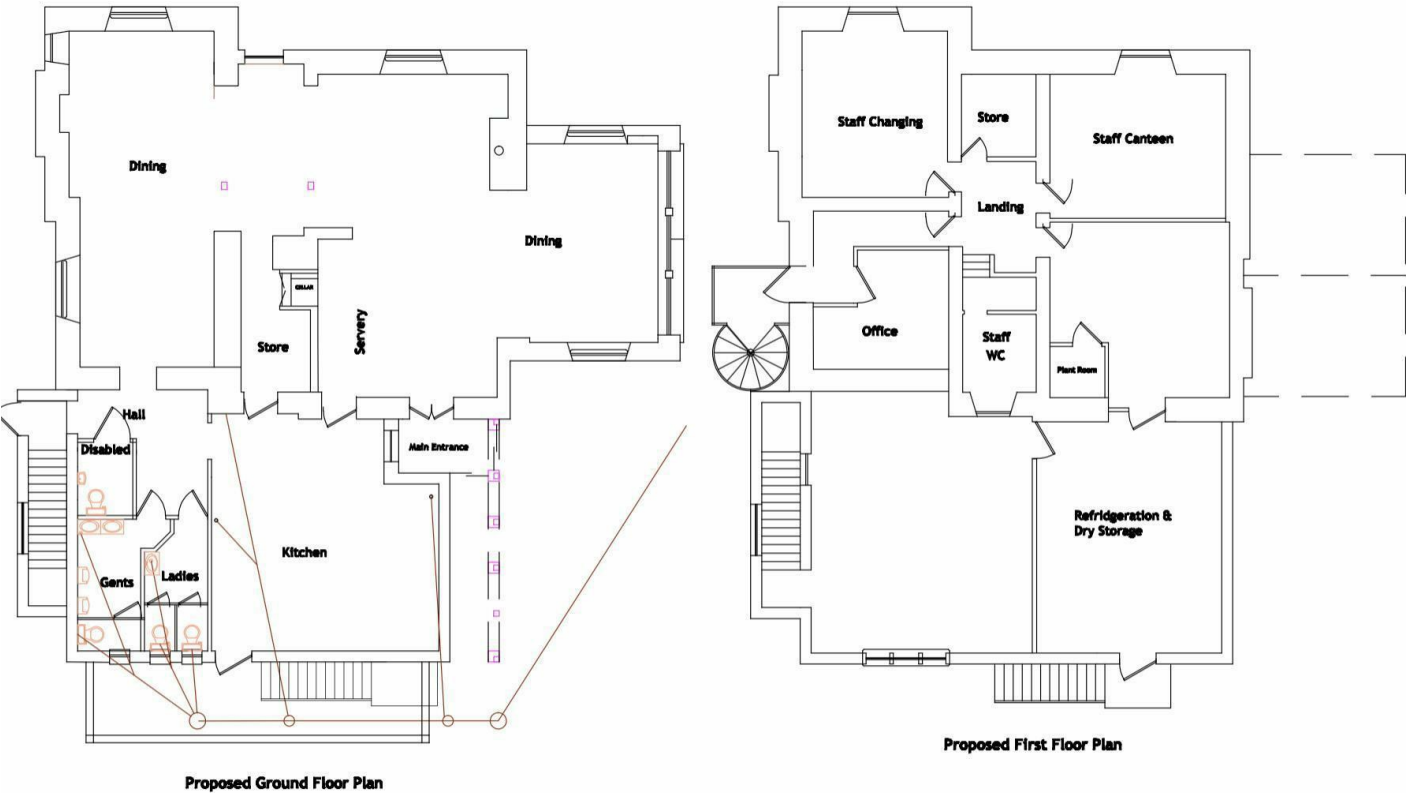 Dining
Dining
CELLAR
Store
Servery
Hall
Disabled
Main Entrance
Kitchen
Gents
Ladies
Proposed Ground Floor Plan
Staff Changing
Store
Staff Canteen
Landing
Office
Staff
WC
Plant Room
Refridgeration &
Dry Storage
Proposed First Floor Plan